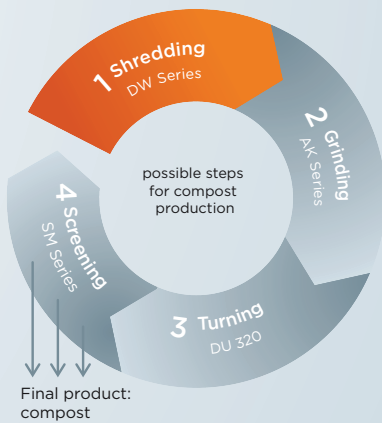 1 Shredding
DW Series
2 Grinding
AK Series
3 Turning
DU 320
4 Screening
SM Series
possible steps
for compost
production
Final product:
compost